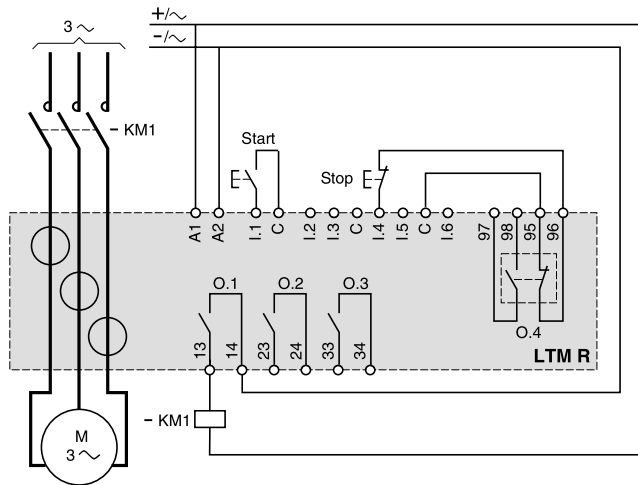 +/~
3 ~
−/~
– KM1
Start
Stop
A1
A2
I.1
C
I.2
I.3
C
I.4
I.5
C
I.6
97
98
95
96
O.1
O.2
O.3
O.4
13
14
23
24
33
34
LTM R
– KM1
M
3 ~